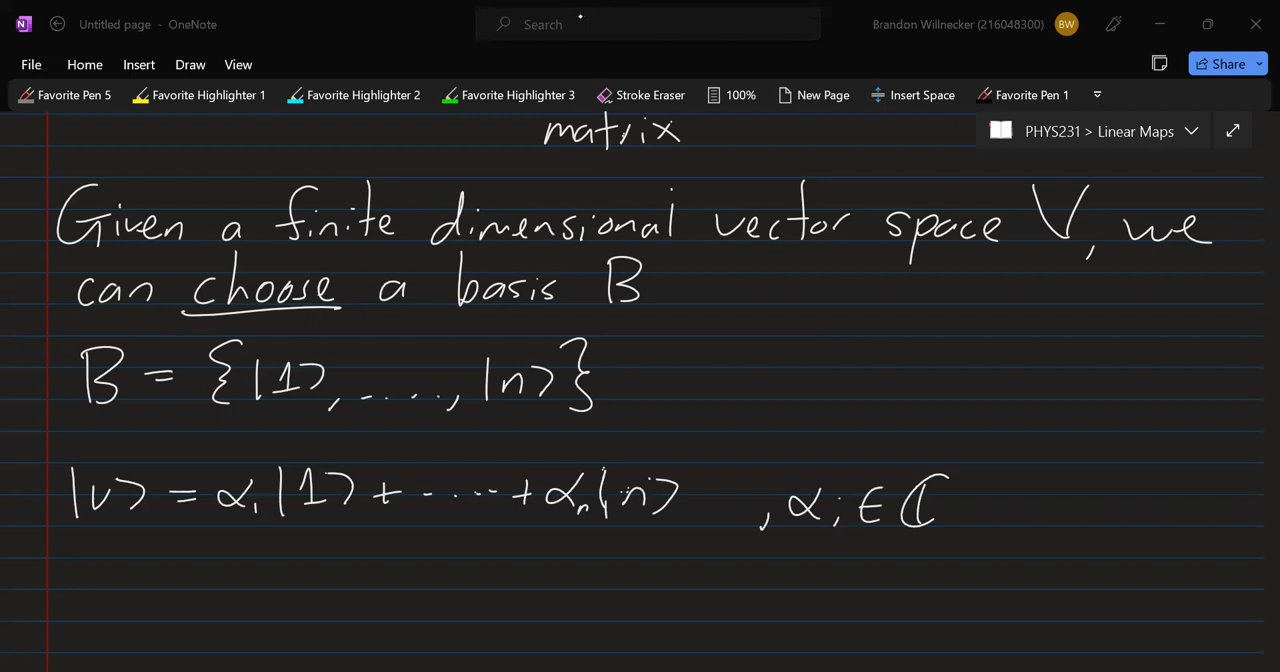 Untitled page - OneNote
Search
Brandon Willnecker (216048300) BW
File Home Insert Draw View
Share
Favorite Pen 5 Favorite Highlighter 1 Favorite Highlighter 2 Favorite Highlighter 3 Stroke Eraser 100% New Page Insert Space Favorite Pen 1
PHYS231 > Linear Maps
matrix
Given a finite dimensional vector space V, we
can choose a basis B
B = {|1⟩, ...., |n⟩}
|v⟩ = α₁|1⟩ + ..... + αₙ|n⟩ , αᵢ ∈ ℂ